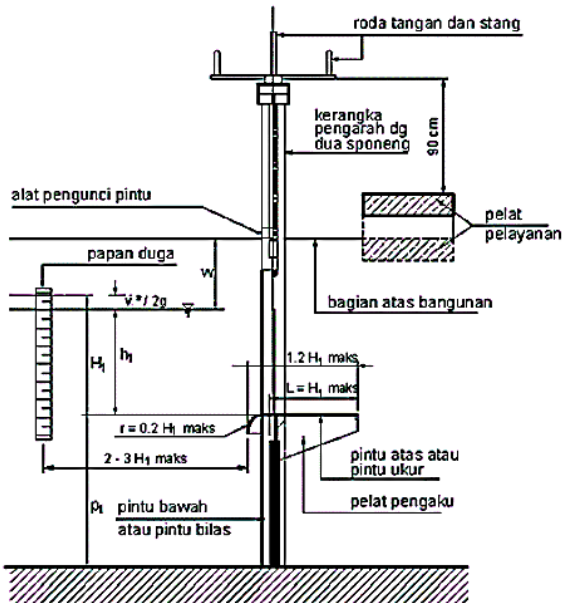 roda tangan dan stang
kerangka
pengarah dg
dua sponeng
90 cm
alat pengunci pintu
pelat
pelayanan
papan duga
W
v₁²/ 2g
bagian atas bangunan
H₁
h₁
1.2 H₁ maks
L = H₁ maks
r = 0.2 H₁ maks
2 - 3 H₁ maks
pintu atas atau
pintu ukur
p₁
pintu bawah
atau pintu bilas
pelat pengaku